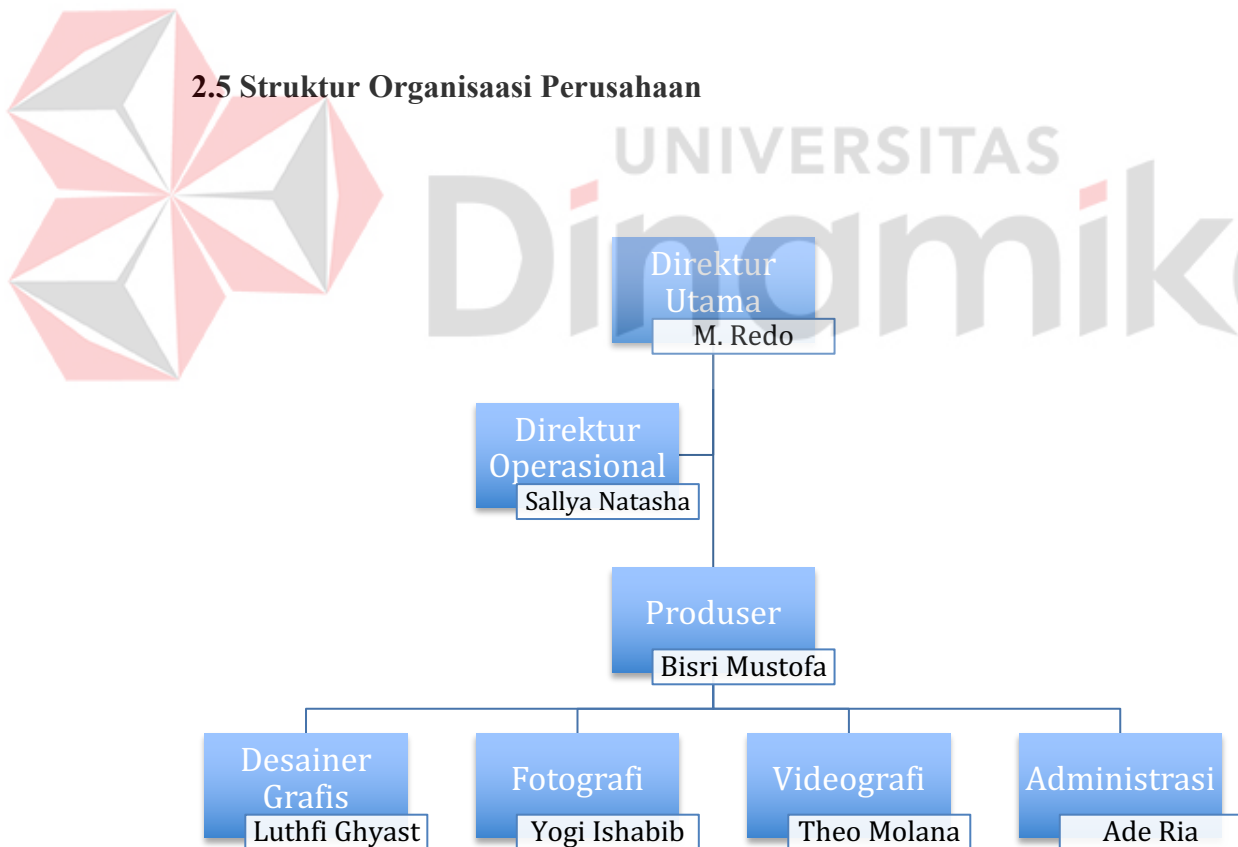 2.5 Struktur Organisaasi Perusahaan
UNIVERSITAS
Dinamika
Direktur
Utama
M. Redo
Direktur
Operasional
Sallya Natasha
Produser
Bisri Mustofa
Desainer
Grafis
Luthfi Ghyast
Fotografi
Yogi Ishabib
Videografi
Theo Molana
Administrasi
Ade Ria